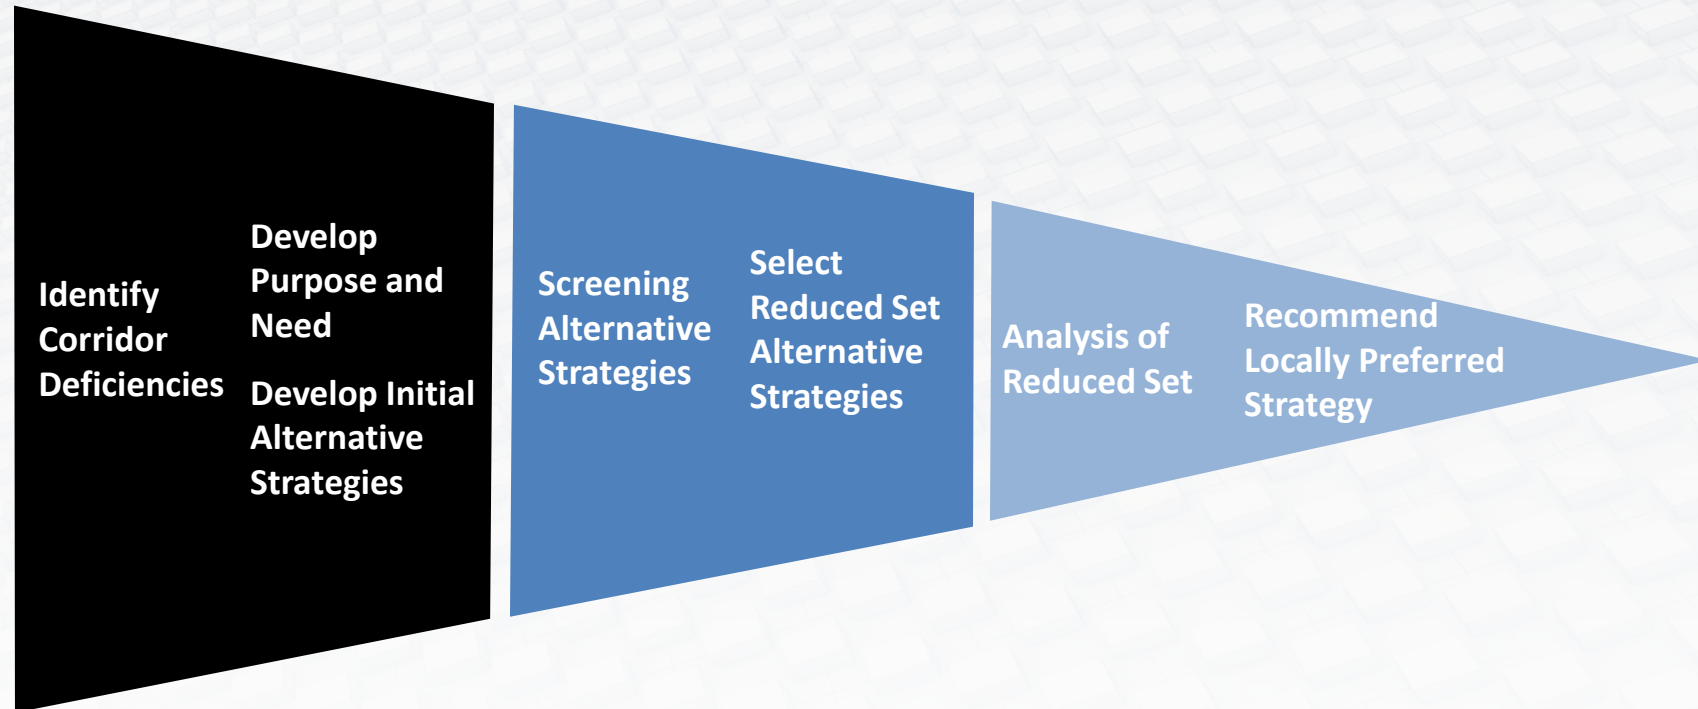 Identify
Corridor
Deficiencies
Develop
Purpose and
Need
Develop Initial
Alternative
Strategies
Screening
Alternative
Strategies
Select
Reduced Set
Alternative
Strategies
Analysis of
Reduced Set
Recommend
Locally Preferred
Strategy